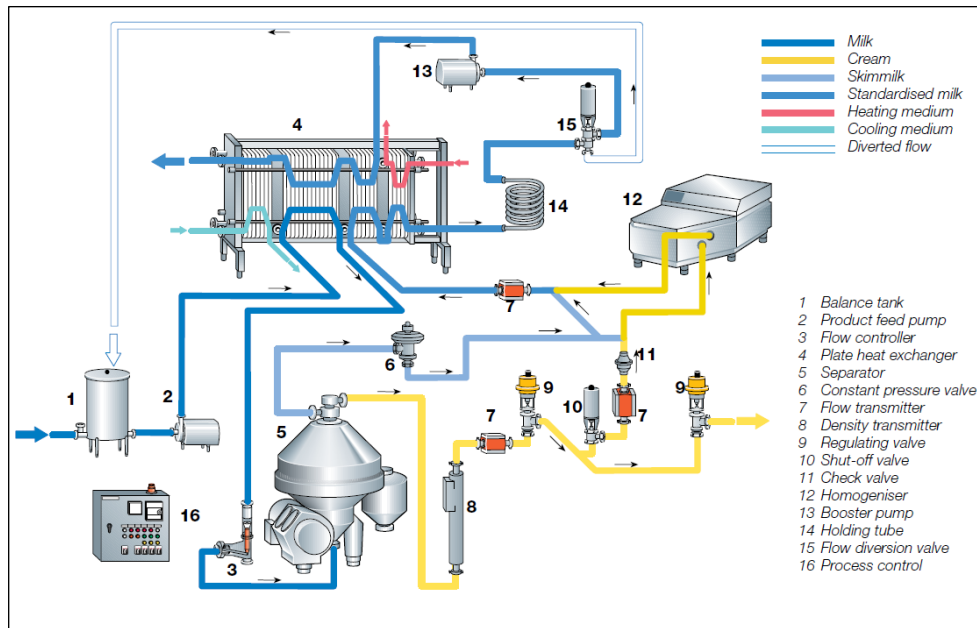 Milk
Cream
Skimmilk
Standardised milk
Heating medium
Cooling medium
Diverted flow
13
4
15
14
12
7
6
11
9
9
10
7
1
2
5
7
8
16
3
1 Balance tank
2 Product feed pump
3 Flow controller
4 Plate heat exchanger
5 Separator
6 Constant pressure valve
7 Flow transmitter
8 Density transmitter
9 Regulating valve
10 Shut-off valve
11 Check valve
12 Homogeniser
13 Booster pump
14 Holding tube
15 Flow diversion valve
16 Process control